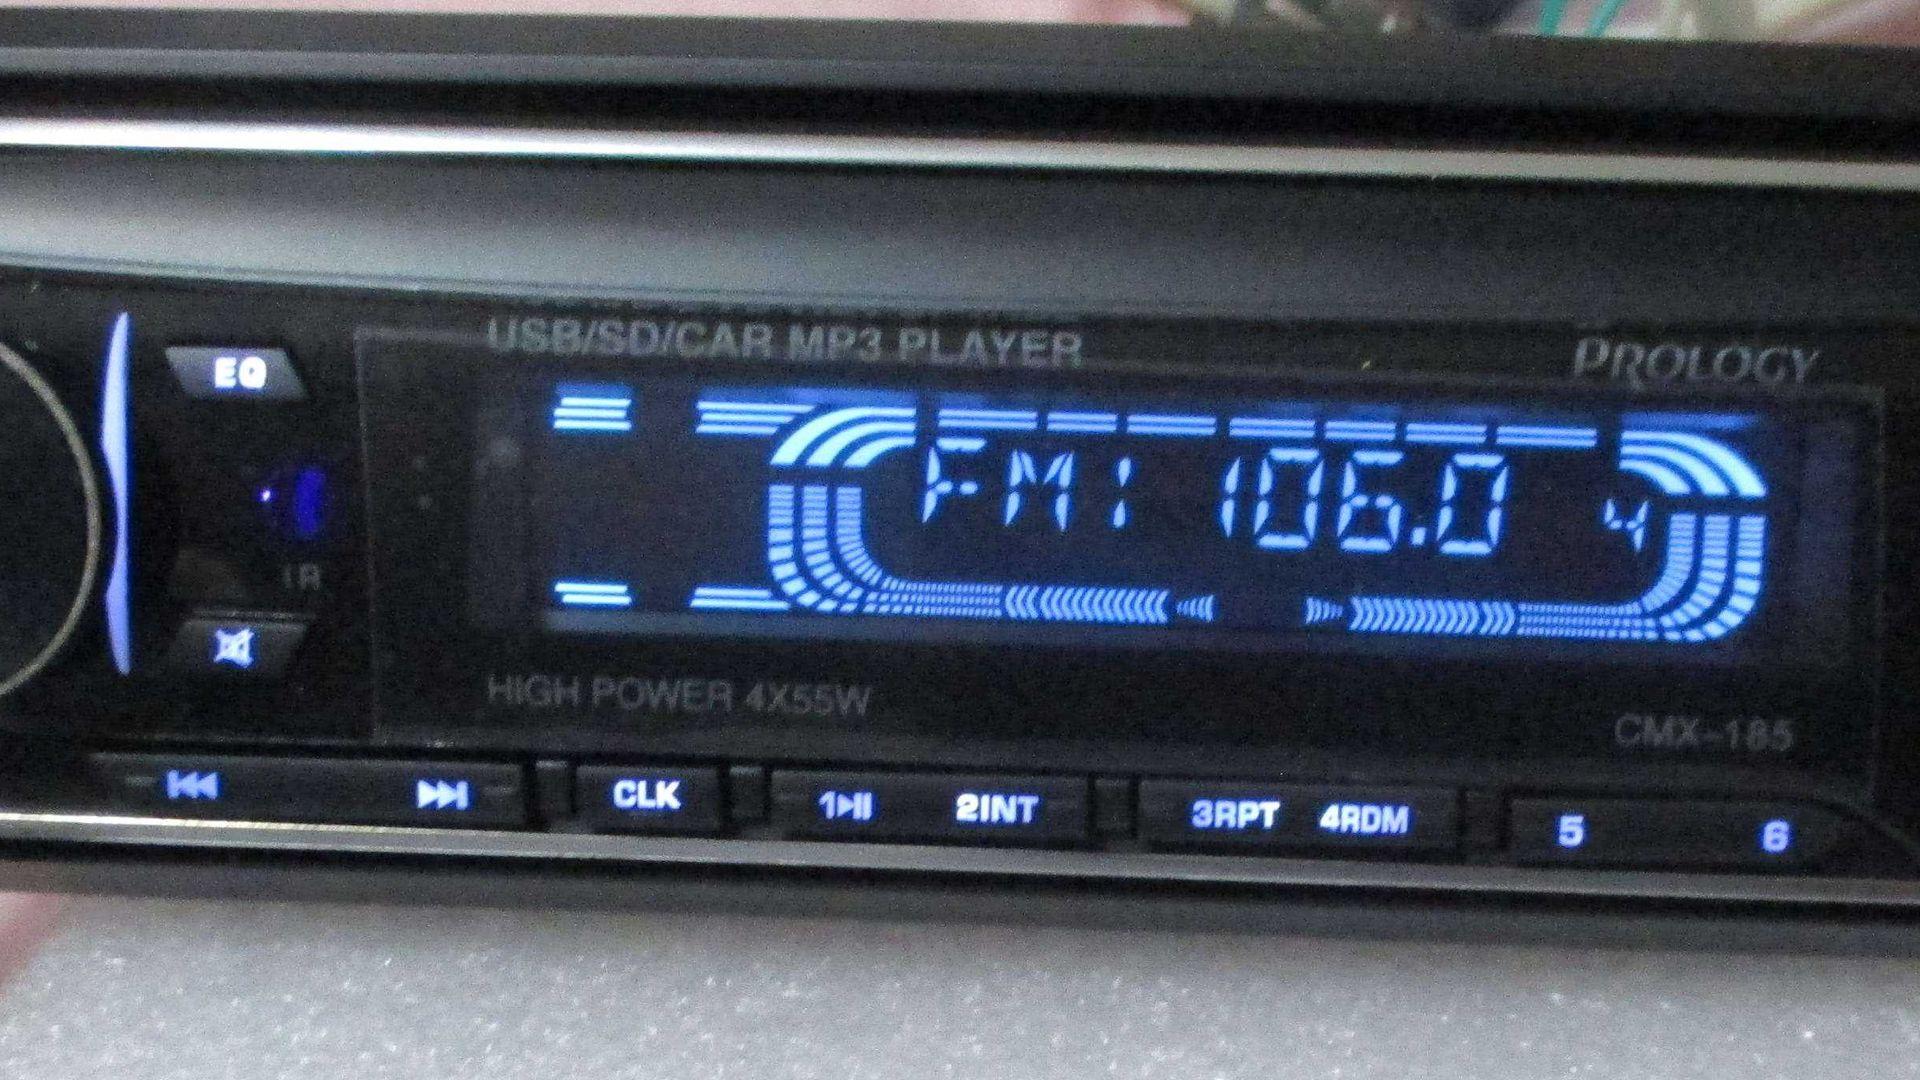 USB/SD/CAR MP3 PLAYER
PROLOGY
EQ
FM: 106.0 4
IR
HIGH POWER 4X55W
CMX-185
CLK
1
2INT
3RPT
4RDM
5
6